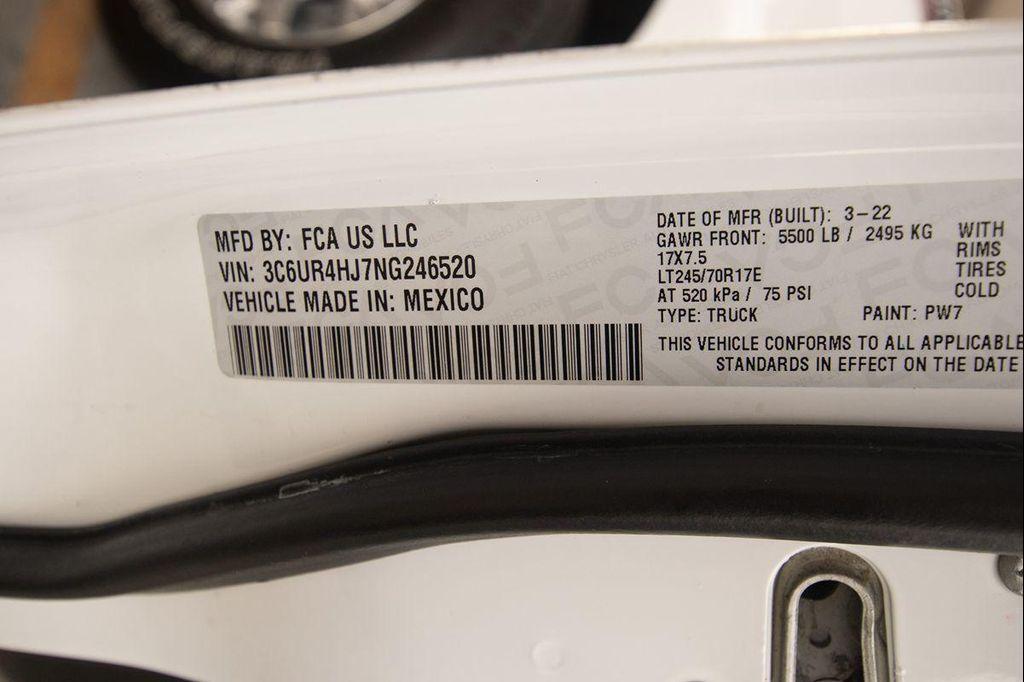 MFD BY: FCA US LLC
VIN: 3C6UR4HJ7NG246520
VEHICLE MADE IN: MEXICO
DATE OF MFR (BUILT): 3-22
GAWR FRONT: 5500 LB / 2495 KG WITH
17X7.5 RIMS
LT245/70R17E TIRES
AT 520 kPa / 75 PSI COLD
TYPE: TRUCK PAINT: PW7
THIS VEHICLE CONFORMS TO ALL APPLICABLE
STANDARDS IN EFFECT ON THE DATE